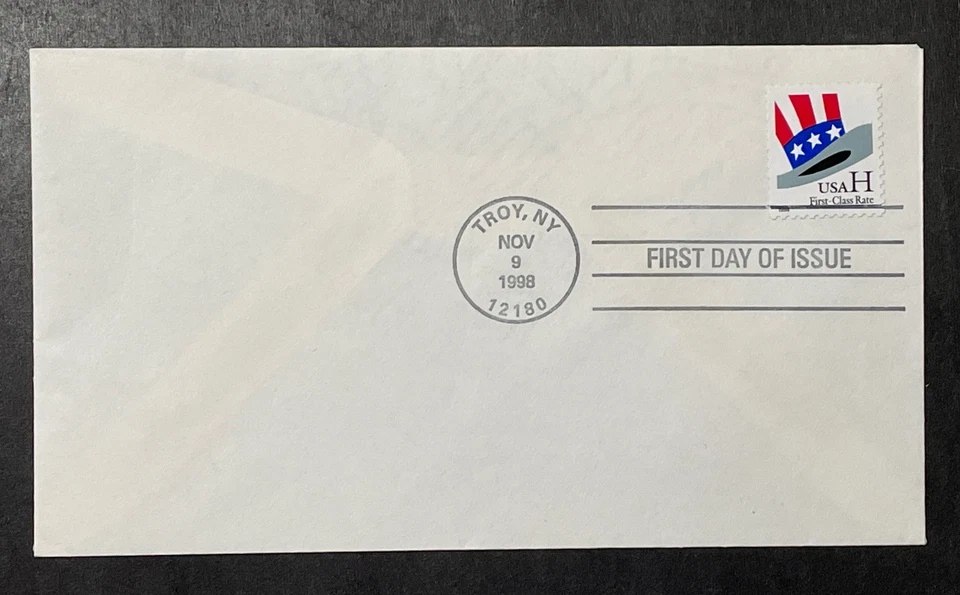 USA H
First-Class Rate
TROY, NY
NOV
9
1998
12180
FIRST DAY OF ISSUE